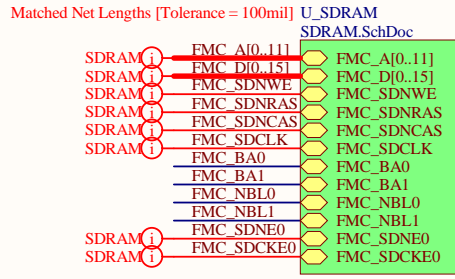 Matched Net Lengths [Tolerance = 100mil] U_SDRAM
SDRAM.SchDoc
SDRAM i FMC_A[0..11] FMC_A[0..11]
SDRAM i FMC_D[0..15] FMC_D[0..15]
SDRAM i FMC_SDNWE FMC_SDNWE
SDRAM i FMC_SDNRAS FMC_SDNRAS
SDRAM i FMC_SDNCAS FMC_SDNCAS
SDRAM i FMC_SDCLK FMC_SDCLK
FMC_BA0 FMC_BA0
FMC_BA1 FMC_BA1
FMC_NBL0 FMC_NBL0
FMC_NBL1 FMC_NBL1
SDRAM i FMC_SDNE0 FMC_SDNE0
SDRAM i FMC_SDCKE0 FMC_SDCKE0